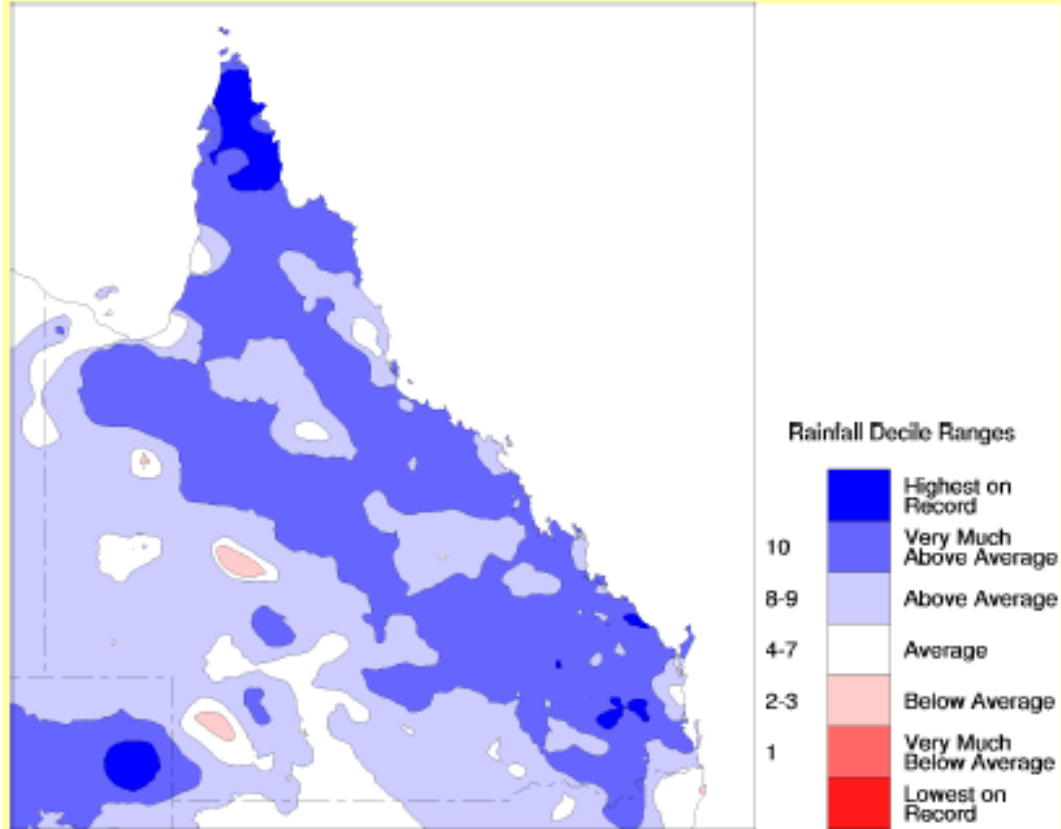 Rainfall Decile Ranges
Highest on
Record
10
Very Much
Above Average
8-9
Above Average
4-7
Average
2-3
Below Average
1
Very Much
Below Average
Lowest on
Record